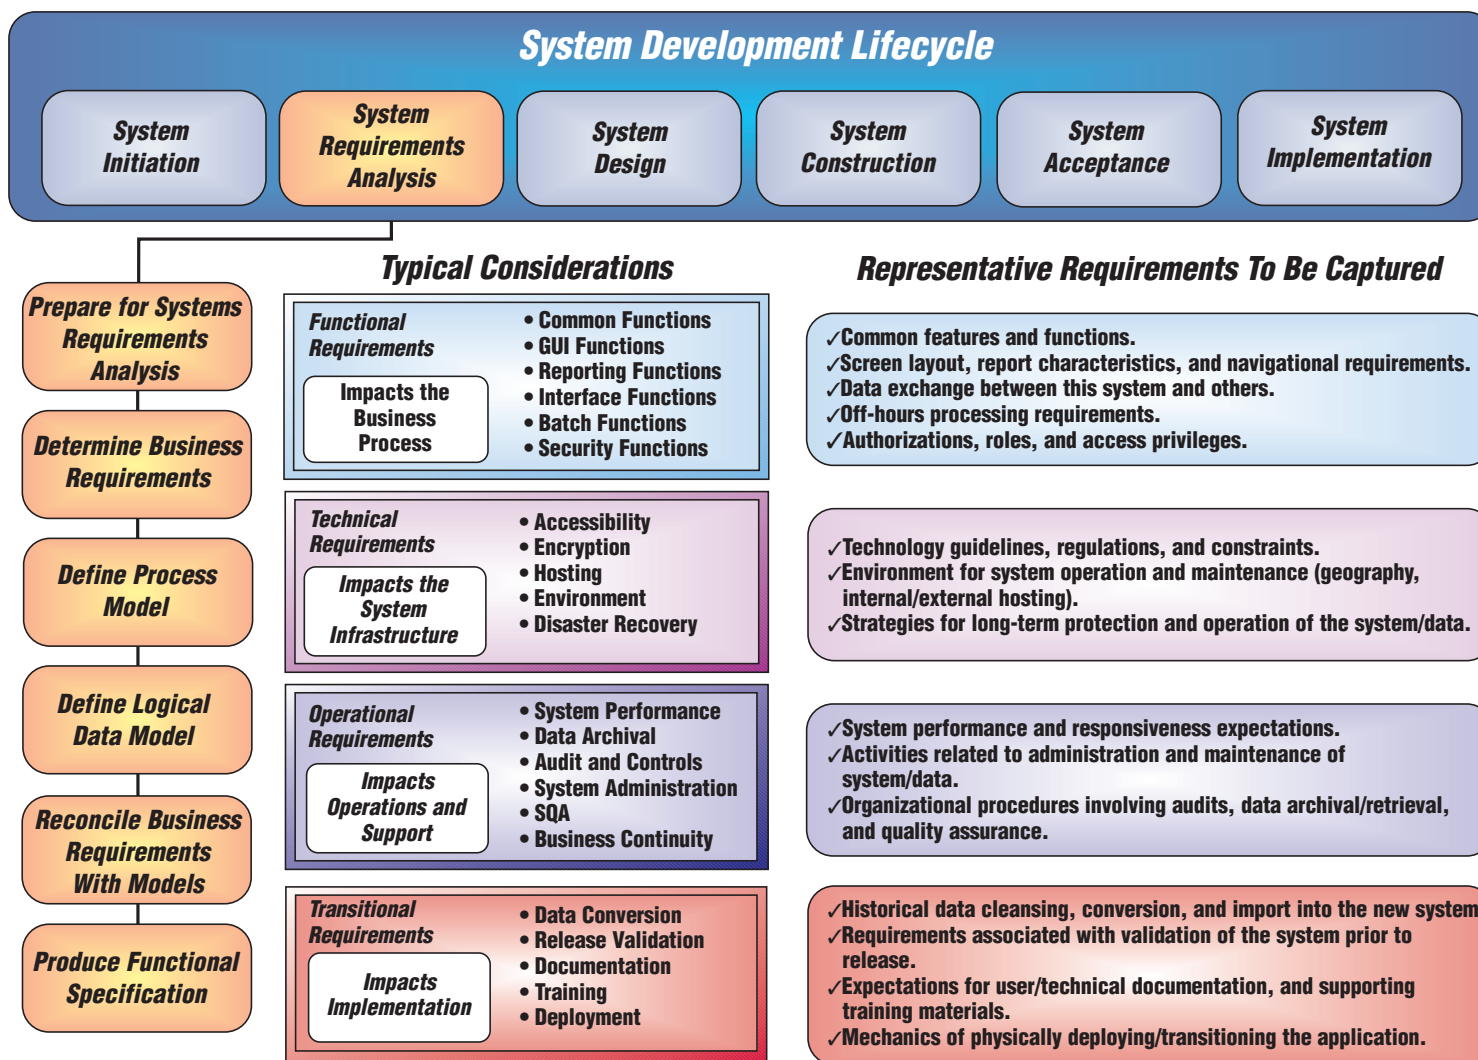 System Development Lifecycle
System
Initiation
System
Requirements
Analysis
System
Design
System
Construction
System
Acceptance
System
Implementation
Prepare for Systems
Requirements
Analysis
Determine Business
Requirements
Define Process
Model
Define Logical
Data Model
Reconcile Business
Requirements
With Models
Produce Functional
Specification
Typical Considerations
Functional
Requirements
Impacts the
Business
Process
• Common Functions
• GUI Functions
• Reporting Functions
• Interface Functions
• Batch Functions
• Security Functions
Technical
Requirements
Impacts the
System
Infrastructure
• Accessibility
• Encryption
• Hosting
• Environment
• Disaster Recovery
Operational
Requirements
Impacts
Operations and
Support
• System Performance
• Data Archival
• Audit and Controls
• System Administration
• SQA
• Business Continuity
Transitional
Requirements
Impacts
Implementation
• Data Conversion
• Release Validation
• Documentation
• Training
• Deployment
Representative Requirements To Be Captured
✓Common features and functions.
✓Screen layout, report characteristics, and navigational requirements.
✓Data exchange between this system and others.
✓Off-hours processing requirements.
✓Authorizations, roles, and access privileges.
✓Technology guidelines, regulations, and constraints.
✓Environment for system operation and maintenance (geography,
internal/external hosting).
✓Strategies for long-term protection and operation of the system/data.
✓System performance and responsiveness expectations.
✓Activities related to administration and maintenance of
system/data.
✓Organizational procedures involving audits, data archival/retrieval,
and quality assurance.
✓Historical data cleansing, conversion, and import into the new system
✓Requirements associated with validation of the system prior to
release.
✓Expectations for user/technical documentation, and supporting
training materials.
✓Mechanics of physically deploying/transitioning the application.